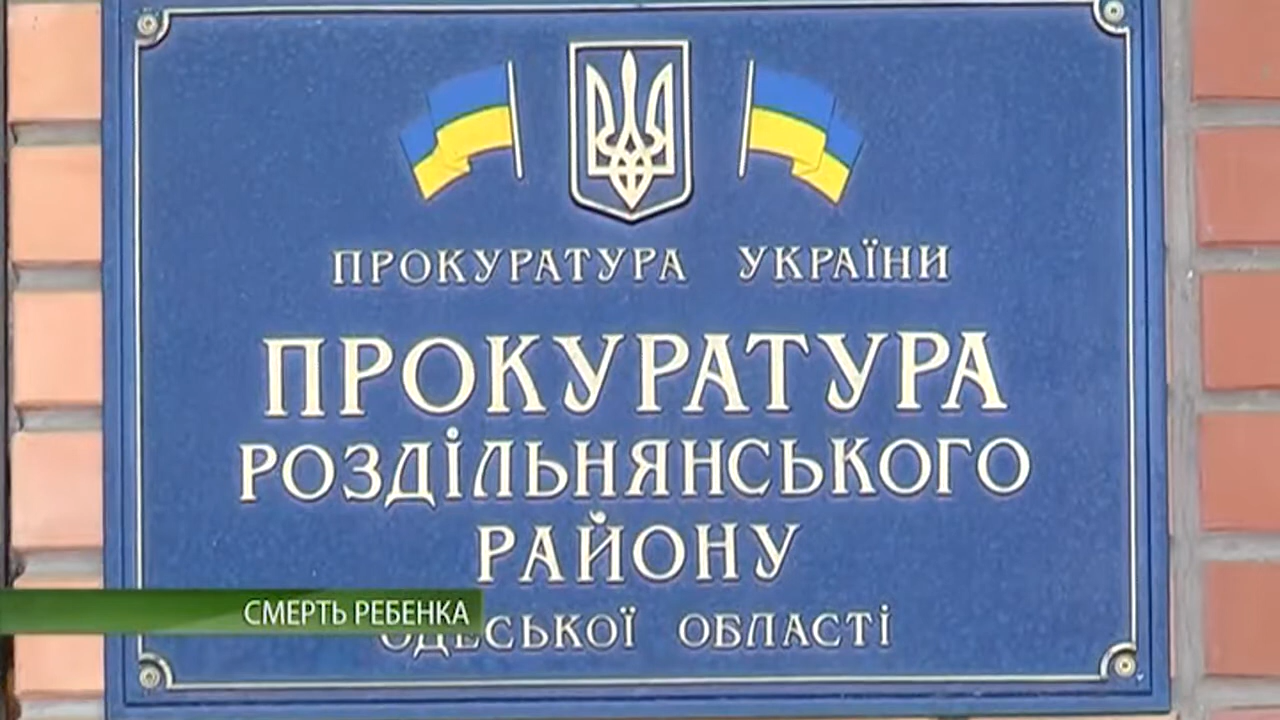 ПРОКУРАТУРА УКРАЇНИ
ПРОКУРАТУРА
РОЗДІЛЬНЯНСЬКОГО
РАЙОНУ
СМЕРТЬ РЕБЕНКА
ОДЕСЬКОЇ ОБЛАСТІ